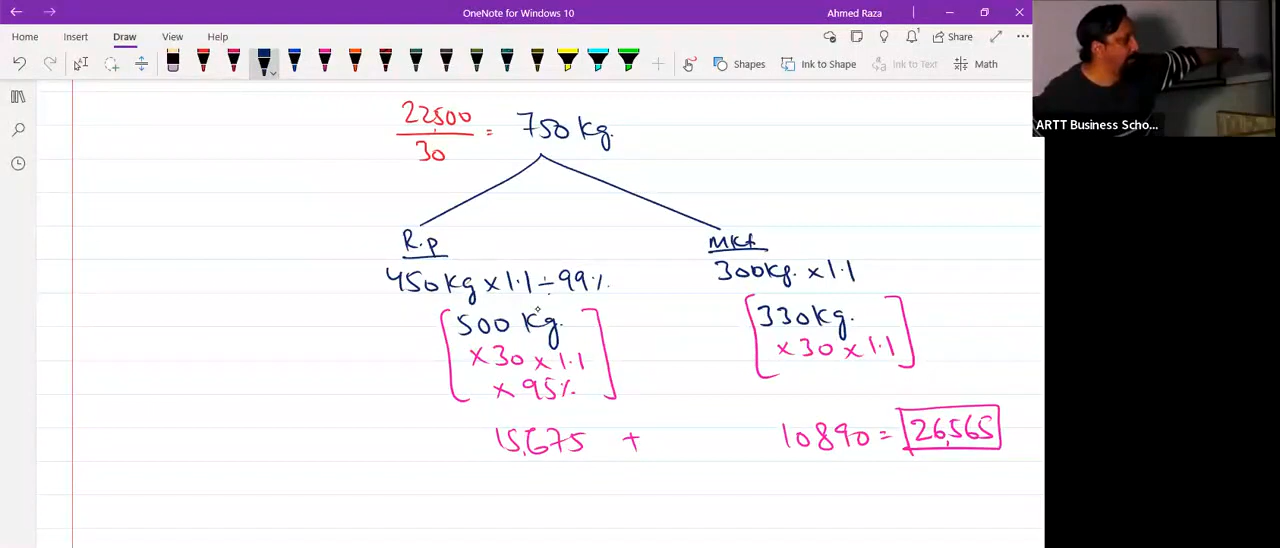 OneNote for Windows 10
Ahmed Raza
Home Insert Draw View Help
Share
Shapes Ink to Shape Ink to Text Math
ARTT Business Scho...
22,500 / 30 = 750 kg.
R.p
Mkt
450 kg × 1.1 ÷ 99%
300 kg. × 1.1
500 kg.
330 kg.
× 30 × 1.1
× 30 × 1.1
× 95%
15,675 + 10890 = 26,565